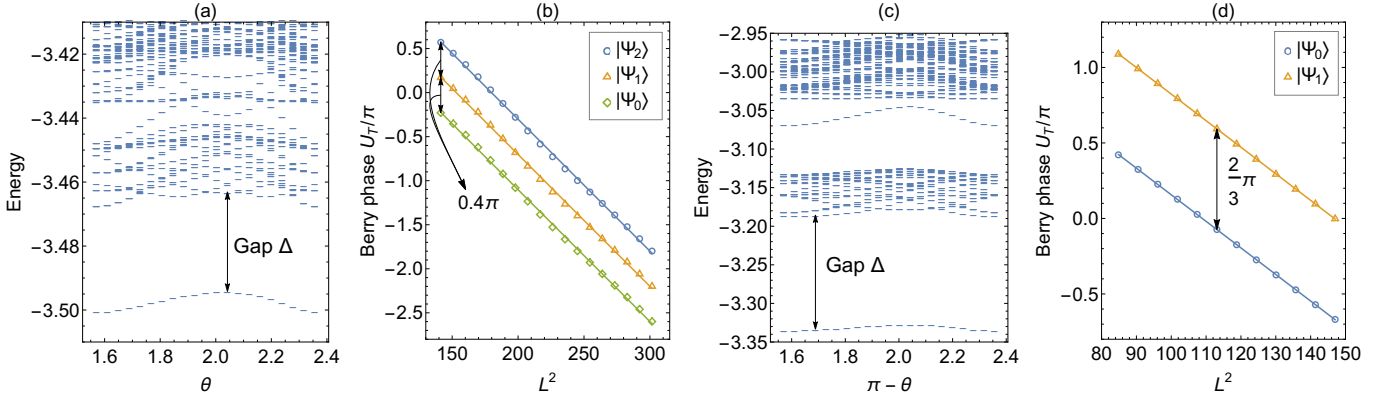 (a)
Energy
−3.42
−3.44
−3.46
−3.48
−3.50
Gap Δ
1.6 1.8 2.0 2.2 2.4
θ
(b)
Berry phase U_T/π
0.5
0.0
−0.5
−1.0
−1.5
−2.0
−2.5
|Ψ₂⟩
|Ψ₁⟩
|Ψ₀⟩
0.4π
150 200 250 300
L²
(c)
Energy
−2.95
−3.00
−3.05
−3.10
−3.15
−3.20
−3.25
−3.30
−3.35
Gap Δ
1.6 1.8 2.0 2.2 2.4
π − θ
(d)
Berry phase U_T/π
1.0
0.5
0.0
−0.5
|Ψ₀⟩
|Ψ₁⟩
2
π
3
80 90 100 110 120 130 140 150
L²